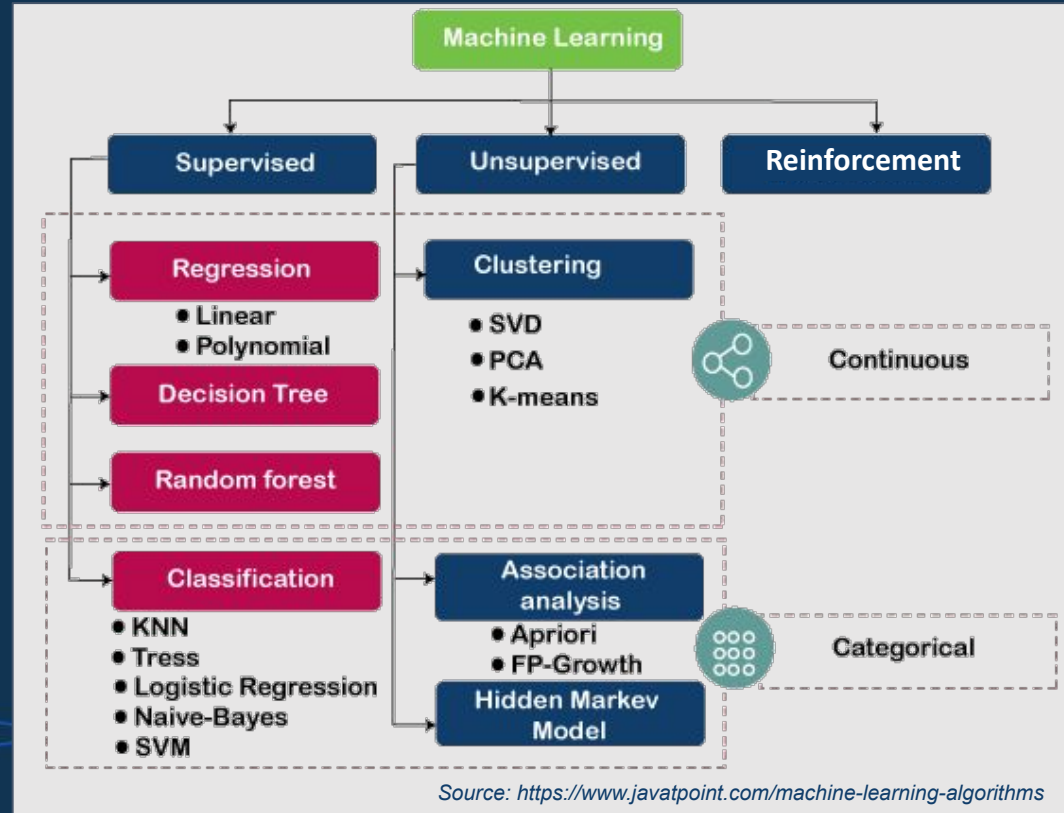 Machine Learning
Supervised
Unsupervised
Reinforcement
Regression
• Linear
• Polynomial
Decision Tree
Random forest
Clustering
• SVD
• PCA
• K-means
Continuous
Classification
• KNN
• Tress
• Logistic Regression
• Naive-Bayes
• SVM
Association
analysis
• Apriori
• FP-Growth
Hidden Markev
Model
Categorical
Source: https://www.javatpoint.com/machine-learning-algorithms